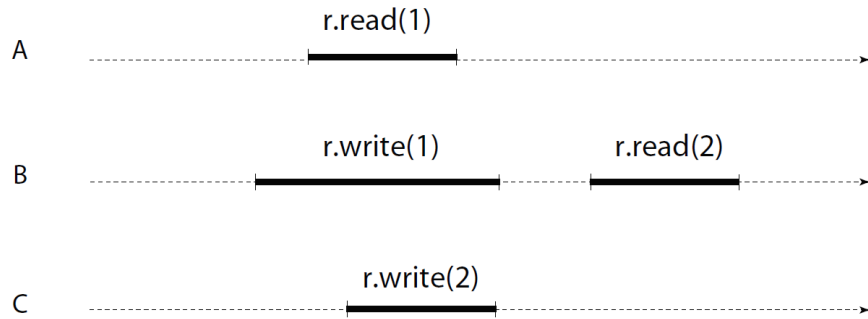 r.read(1)
A
r.write(1)
r.read(2)
B
r.write(2)
C